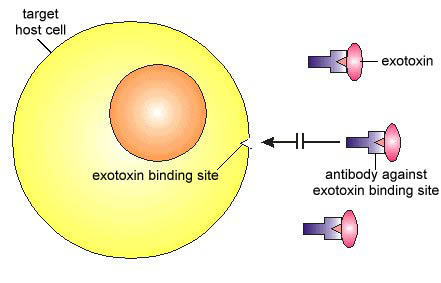 target
host cell
exotoxin
exotoxin binding site
antibody against
exotoxin binding site